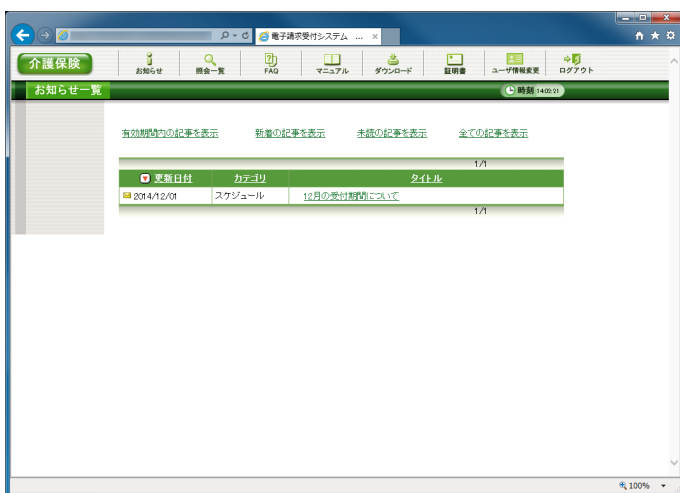 電子請求受付システム ...
介護保険
お知らせ 照会一覧 FAQ マニュアル ダウンロード 証明書 ユーザ情報変更 ログアウト
お知らせ一覧 時刻 14:02:21
有効期間内の記事を表示 新着の記事を表示 未読の記事を表示 全ての記事を表示
1/1
更新日付 カテゴリ タイトル
2014/12/01 スケジュール 12月の受付期間について
1/1
100%